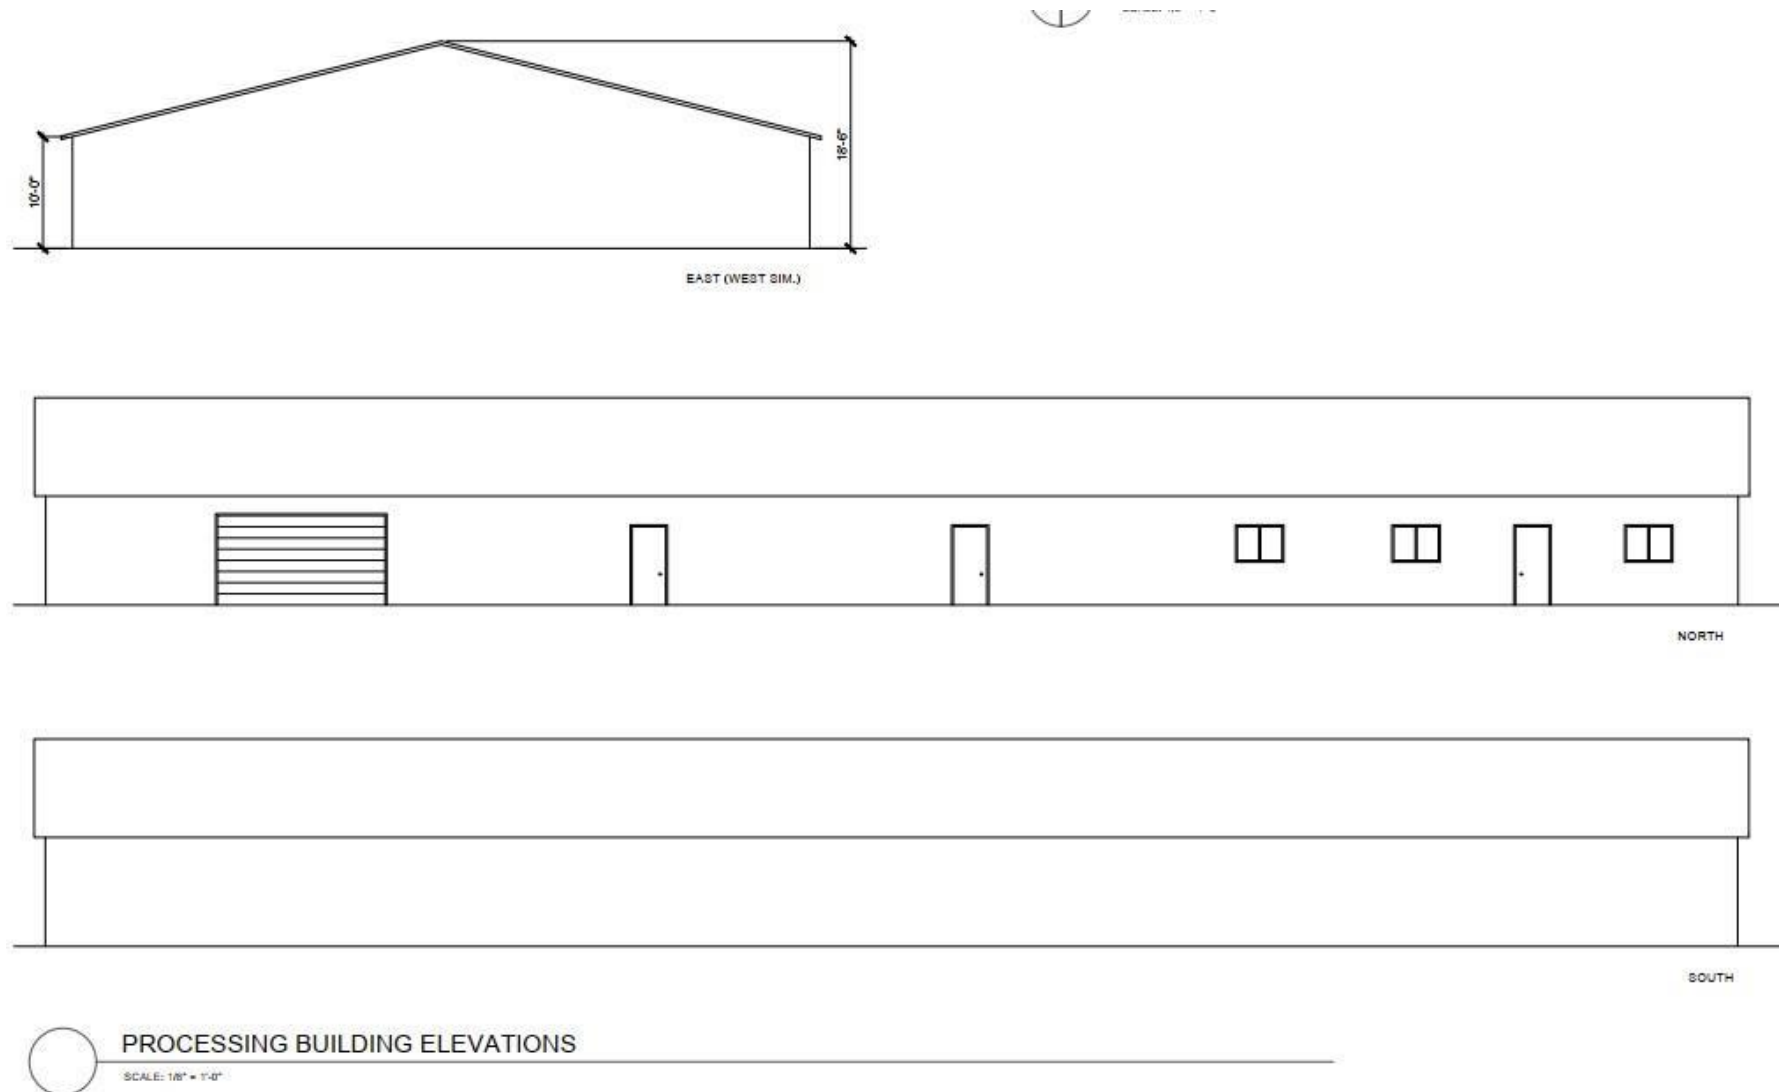 18'-6"
10'-0"
EAST (WEST SIM.)
NORTH
SOUTH
PROCESSING BUILDING ELEVATIONS
SCALE: 1/8" = 1'-0"